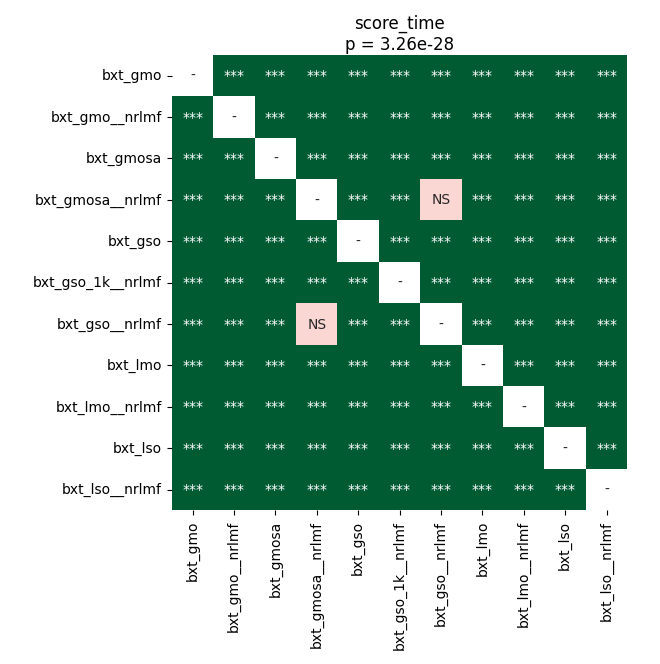 score_time
p = 3.26e-28
bxt_gmo - *** *** *** *** *** *** *** *** *** ***
bxt_gmo__nrlmf *** - *** *** *** *** *** *** *** *** ***
bxt_gmosa *** *** - *** *** *** *** *** *** *** ***
bxt_gmosa__nrlmf *** *** *** - *** *** NS *** *** *** ***
bxt_gso *** *** *** *** - *** *** *** *** *** ***
bxt_gso_1k__nrlmf *** *** *** *** *** - *** *** *** *** ***
bxt_gso__nrlmf *** *** *** NS *** *** - *** *** *** ***
bxt_lmo *** *** *** *** *** *** *** - *** *** ***
bxt_lmo__nrlmf *** *** *** *** *** *** *** *** - *** ***
bxt_lso *** *** *** *** *** *** *** *** *** - ***
bxt_lso__nrlmf *** *** *** *** *** *** *** *** *** *** -
bxt_gmo
bxt_gmo__nrlmf
bxt_gmosa
bxt_gmosa__nrlmf
bxt_gso
bxt_gso_1k__nrlmf
bxt_gso__nrlmf
bxt_lmo
bxt_lmo__nrlmf
bxt_lso
bxt_lso__nrlmf